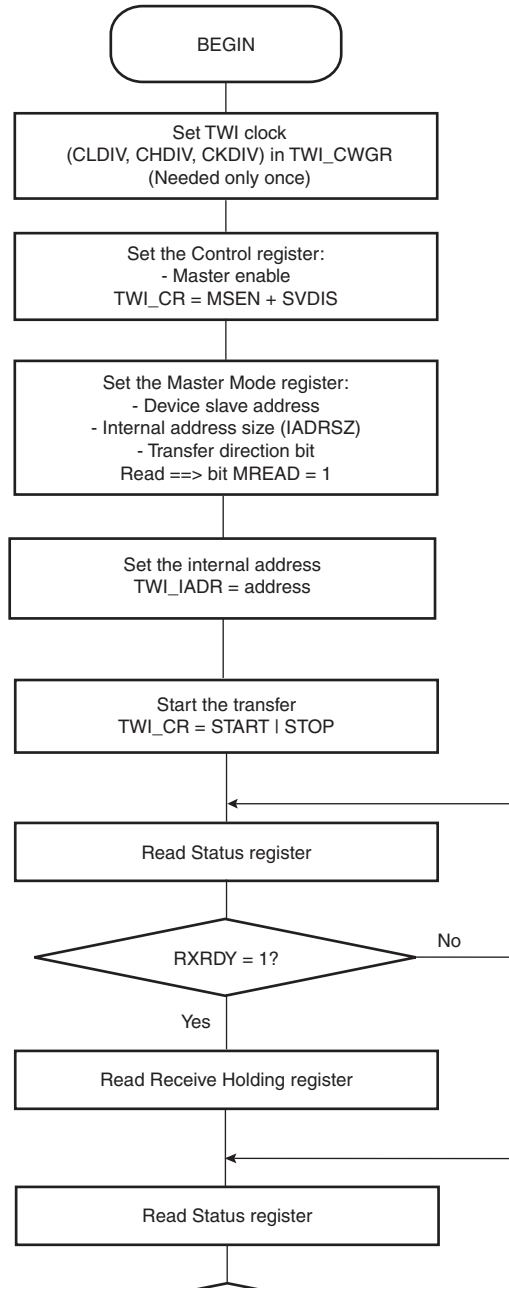 BEGIN
Set TWI clock
(CLDIV, CHDIV, CKDIV) in TWI_CWGR
(Needed only once)
Set the Control register:
- Master enable
TWI_CR = MSEN + SVDIS
Set the Master Mode register:
- Device slave address
- Internal address size (IADRSZ)
- Transfer direction bit
Read ==> bit MREAD = 1
Set the internal address
TWI_IADR = address
Start the transfer
TWI_CR = START | STOP
Read Status register
RXRDY = 1?
No
Yes
Read Receive Holding register
Read Status register